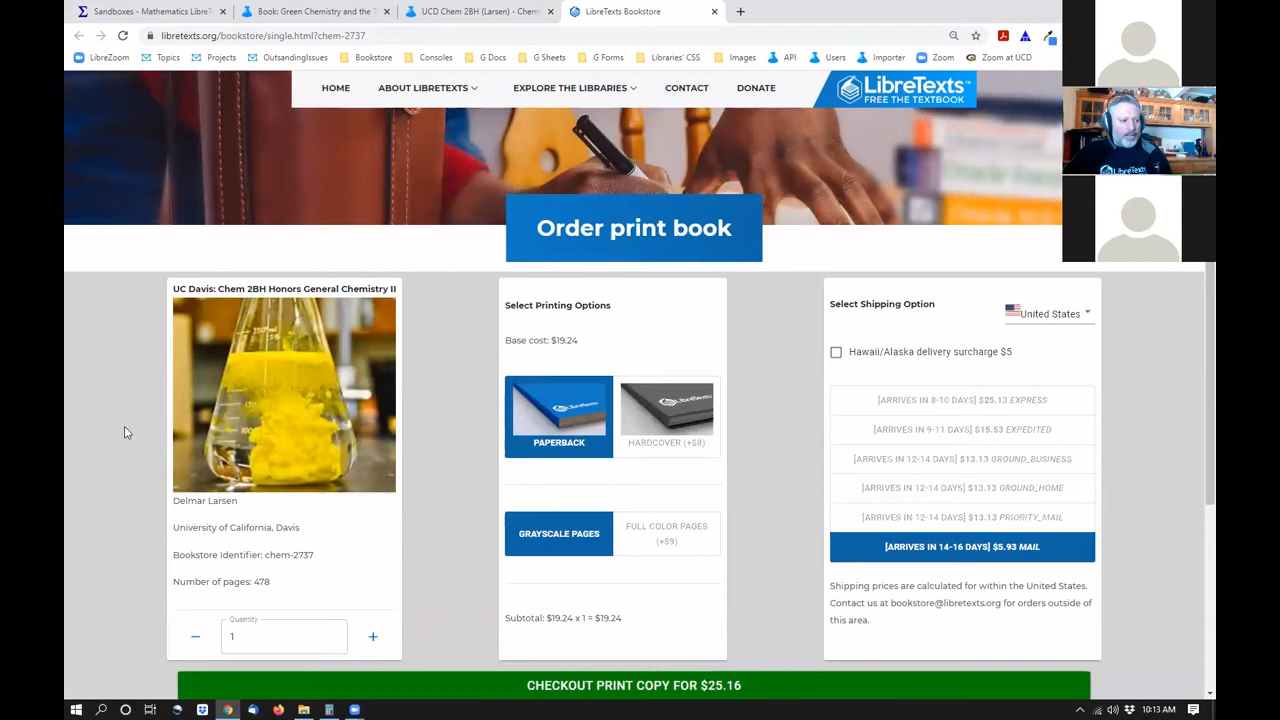 Sandboxes - Mathematics LibreT
Book: Green Chemistry and the T
UCD Chem 2BH (Larsen) - Chemi
LibreTexts Bookstore
libretexts.org/bookstore/single.html?chem-2737
LibreZoom
Topics
Projects
OutsandingIssues
Bookstore
Consoles
G Docs
G Sheets
G Forms
Libraries' CSS
Images
API
Users
Importer
Zoom
Zoom at UCD
HOME
ABOUT LIBRETEXTS
EXPLORE THE LIBRARIES
CONTACT
DONATE
LibreTexts™
FREE THE TEXTBOOK
LibreTexts
Order print book
UC Davis: Chem 2BH Honors General Chemistry II
Delmar Larsen
University of California, Davis
Bookstore Identifier: chem-2737
Number of pages: 478
Quantity
− 1 +
Select Printing Options
Base cost: $19.24
LibreTexts
LibreTexts
PAPERBACK
HARDCOVER (+$8)
GRAYSCALE PAGES
FULL COLOR PAGES
(+$9)
Subtotal: $19.24 x 1 = $19.24
Select Shipping Option
United States
Hawaii/Alaska delivery surcharge $5
[ARRIVES IN 8-10 DAYS] $25.13 EXPRESS
[ARRIVES IN 9-11 DAYS] $15.53 EXPEDITED
[ARRIVES IN 12-14 DAYS] $13.13 GROUND_BUSINESS
[ARRIVES IN 12-14 DAYS] $13.13 GROUND_HOME
[ARRIVES IN 12-14 DAYS] $13.13 PRIORITY_MAIL
[ARRIVES IN 14-16 DAYS] $5.93 MAIL
Shipping prices are calculated for within the United States.
Contact us at bookstore@libretexts.org for orders outside of
this area.
CHECKOUT PRINT COPY FOR $25.16
10:13 AM